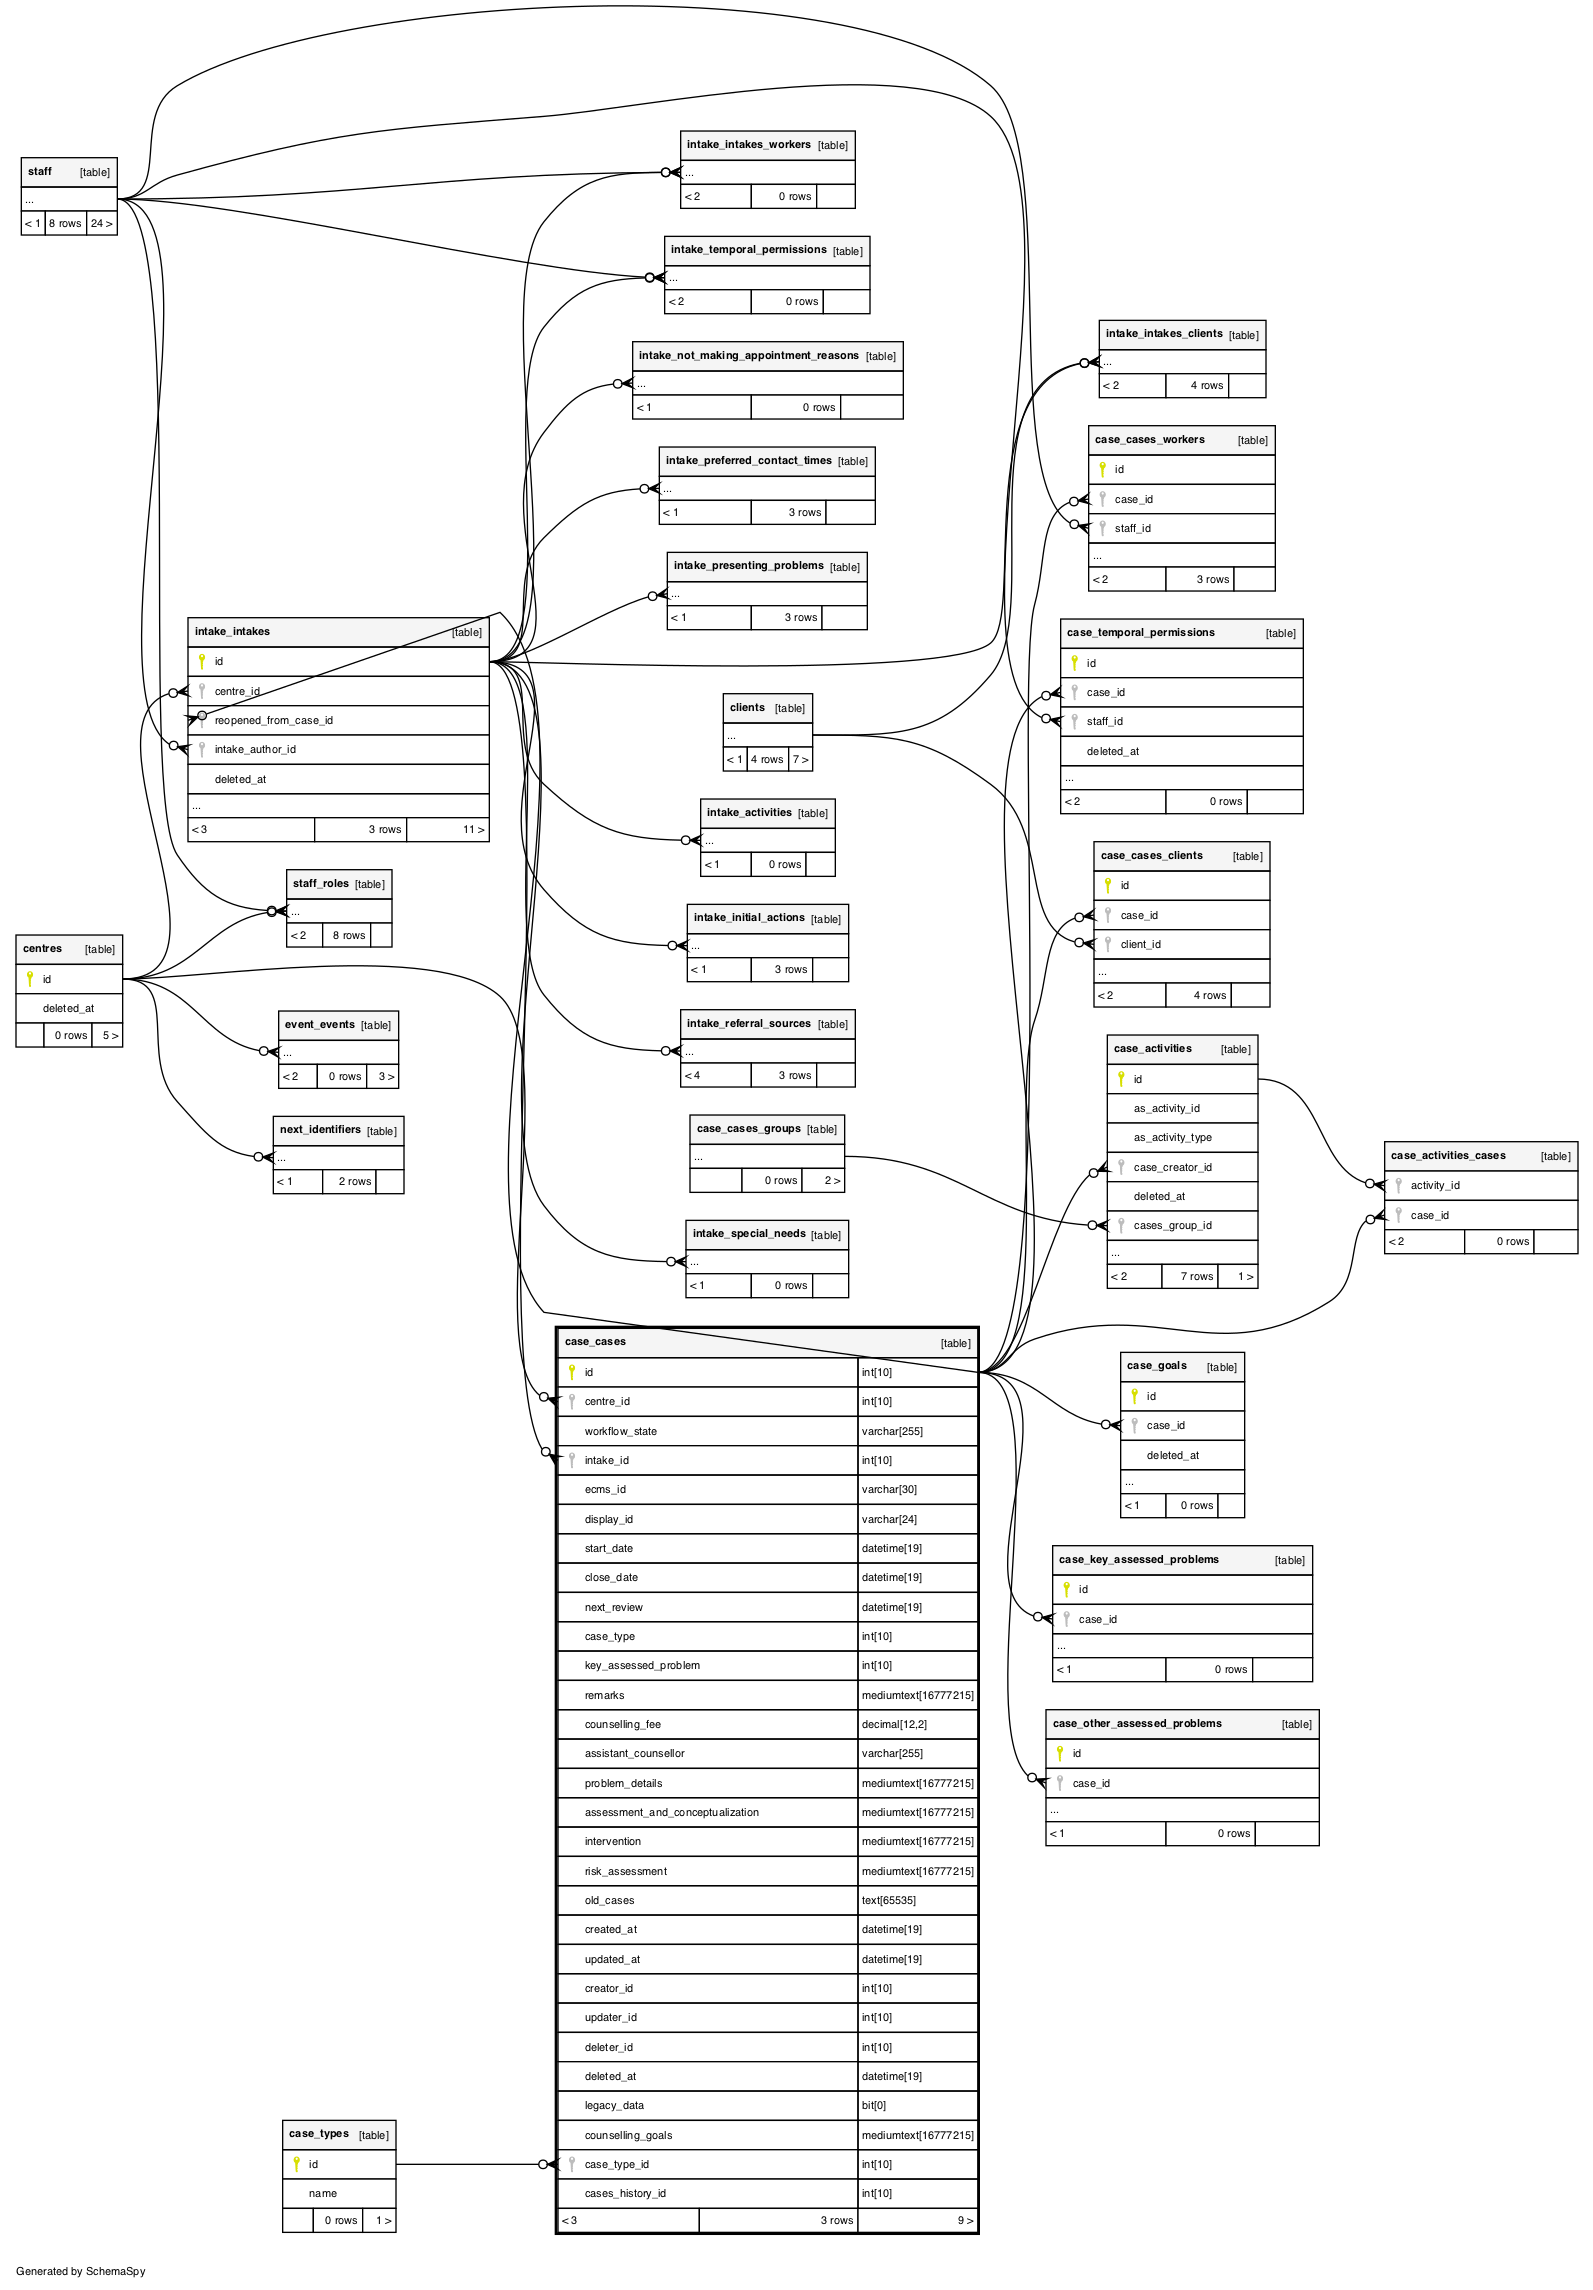 staff [table]
...
< 1 8 rows 24 >
intake_intakes_workers [table]
...
< 2 0 rows
intake_temporal_permissions [table]
...
< 2 0 rows
intake_not_making_appointment_reasons [table]
...
< 1 0 rows
intake_preferred_contact_times [table]
...
< 1 3 rows
intake_presenting_problems [table]
...
< 1 3 rows
intake_intakes [table]
id
centre_id
reopened_from_case_id
intake_author_id
deleted_at
...
< 3 3 rows 11 >
clients [table]
...
< 1 4 rows 7 >
intake_activities [table]
...
< 1 0 rows
intake_initial_actions [table]
...
< 1 3 rows
intake_referral_sources [table]
...
< 4 3 rows
case_cases_groups [table]
...
0 rows 2 >
intake_special_needs [table]
...
< 1 0 rows
staff_roles [table]
...
< 2 8 rows
centres [table]
id
deleted_at
0 rows 5 >
event_events [table]
...
< 2 0 rows 3 >
next_identifiers [table]
...
< 1 2 rows
intake_intakes_clients [table]
...
< 2 4 rows
case_cases_workers [table]
id
case_id
staff_id
...
< 2 3 rows
case_temporal_permissions [table]
id
case_id
staff_id
deleted_at
...
< 2 0 rows
case_cases_clients [table]
id
case_id
client_id
...
< 2 4 rows
case_activities [table]
id
as_activity_id
as_activity_type
case_creator_id
deleted_at
cases_group_id
...
< 2 7 rows 1 >
case_activities_cases [table]
activity_id
case_id
< 2 0 rows
case_goals [table]
id
case_id
deleted_at
...
< 1 0 rows
case_key_assessed_problems [table]
id
case_id
...
< 1 0 rows
case_other_assessed_problems [table]
id
case_id
...
< 1 0 rows
case_cases [table]
id int[10]
centre_id int[10]
workflow_state varchar[255]
intake_id int[10]
ecms_id varchar[30]
display_id varchar[24]
start_date datetime[19]
close_date datetime[19]
next_review datetime[19]
case_type int[10]
key_assessed_problem int[10]
remarks mediumtext[16777215]
counselling_fee decimal[12,2]
assistant_counsellor varchar[255]
problem_details mediumtext[16777215]
assessment_and_conceptualization mediumtext[16777215]
intervention mediumtext[16777215]
risk_assessment mediumtext[16777215]
old_cases text[65535]
created_at datetime[19]
updated_at datetime[19]
creator_id int[10]
updater_id int[10]
deleter_id int[10]
deleted_at datetime[19]
legacy_data bit[0]
counselling_goals mediumtext[16777215]
case_type_id int[10]
cases_history_id int[10]
< 3 3 rows 9 >
case_types [table]
id
name
0 rows 1 >
Generated by SchemaSpy